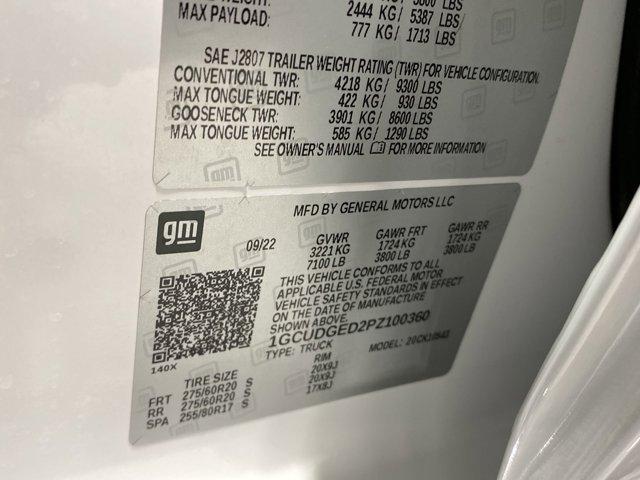 MAX PAYLOAD: 2444 KG/ 5387 LBS
777 KG/ 1713 LBS
SAE J2807 TRAILER WEIGHT RATING (TWR) FOR VEHICLE CONFIGURATION.
CONVENTIONAL TWR: 4218 KG/ 9300 LBS
MAX TONGUE WEIGHT: 422 KG/ 930 LBS
GOOSENECK TWR: 3901 KG/ 8600 LBS
MAX TONGUE WEIGHT: 585 KG/ 1290 LBS
SEE OWNER'S MANUAL FOR MORE INFORMATION
gm
MFD BY GENERAL MOTORS LLC
09/22 GVWR GAWR FRT GAWR RR
3221 KG 1724 KG 1724 KG
7100 LB 3800 LB 3800 LB
THIS VEHICLE CONFORMS TO ALL
APPLICABLE U.S. FEDERAL MOTOR
VEHICLE SAFETY STANDARDS IN EFFECT
ON THE DATE OF MANUFACTURE
SHOWN ABOVE.
1GCUDGED2PZ100360
TYPE: TRUCK MODEL:
140X
TIRE SIZE RIM
FRT 275/60R20 S 20X9J
RR 275/60R20 S 20X9J
SPA 255/80R17 S 17X8J